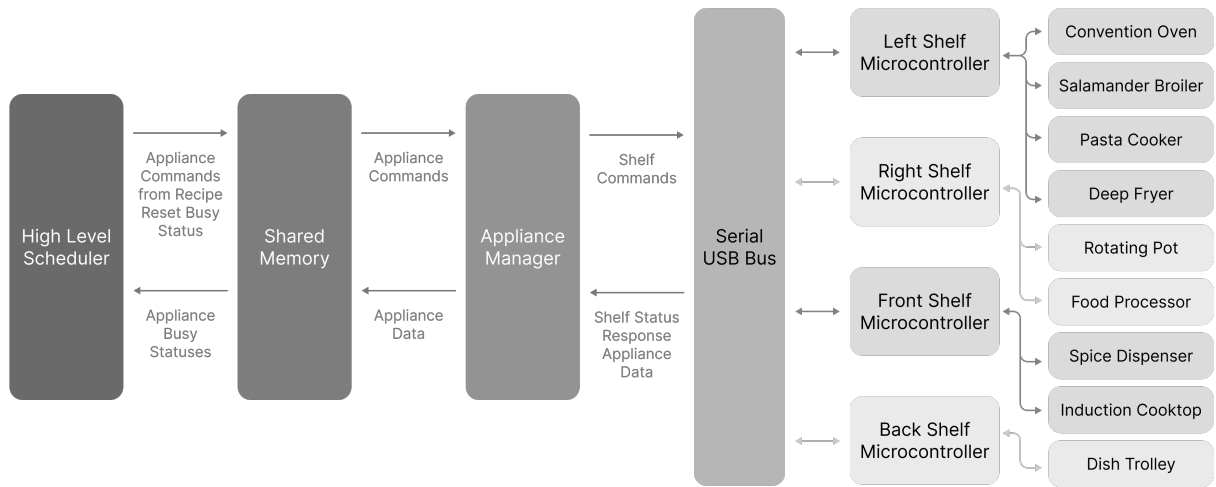 High Level
Scheduler
Appliance
Commands
from Recipe
Reset Busy
Status
Appliance
Busy
Statuses
Shared
Memory
Appliance
Commands
Appliance
Data
Appliance
Manager
Shelf
Commands
Shelf Status
Response
Appliance
Data
Serial
USB Bus
Left Shelf
Microcontroller
Right Shelf
Microcontroller
Front Shelf
Microcontroller
Back Shelf
Microcontroller
Convention Oven
Salamander Broiler
Pasta Cooker
Deep Fryer
Rotating Pot
Food Processor
Spice Dispenser
Induction Cooktop
Dish Trolley